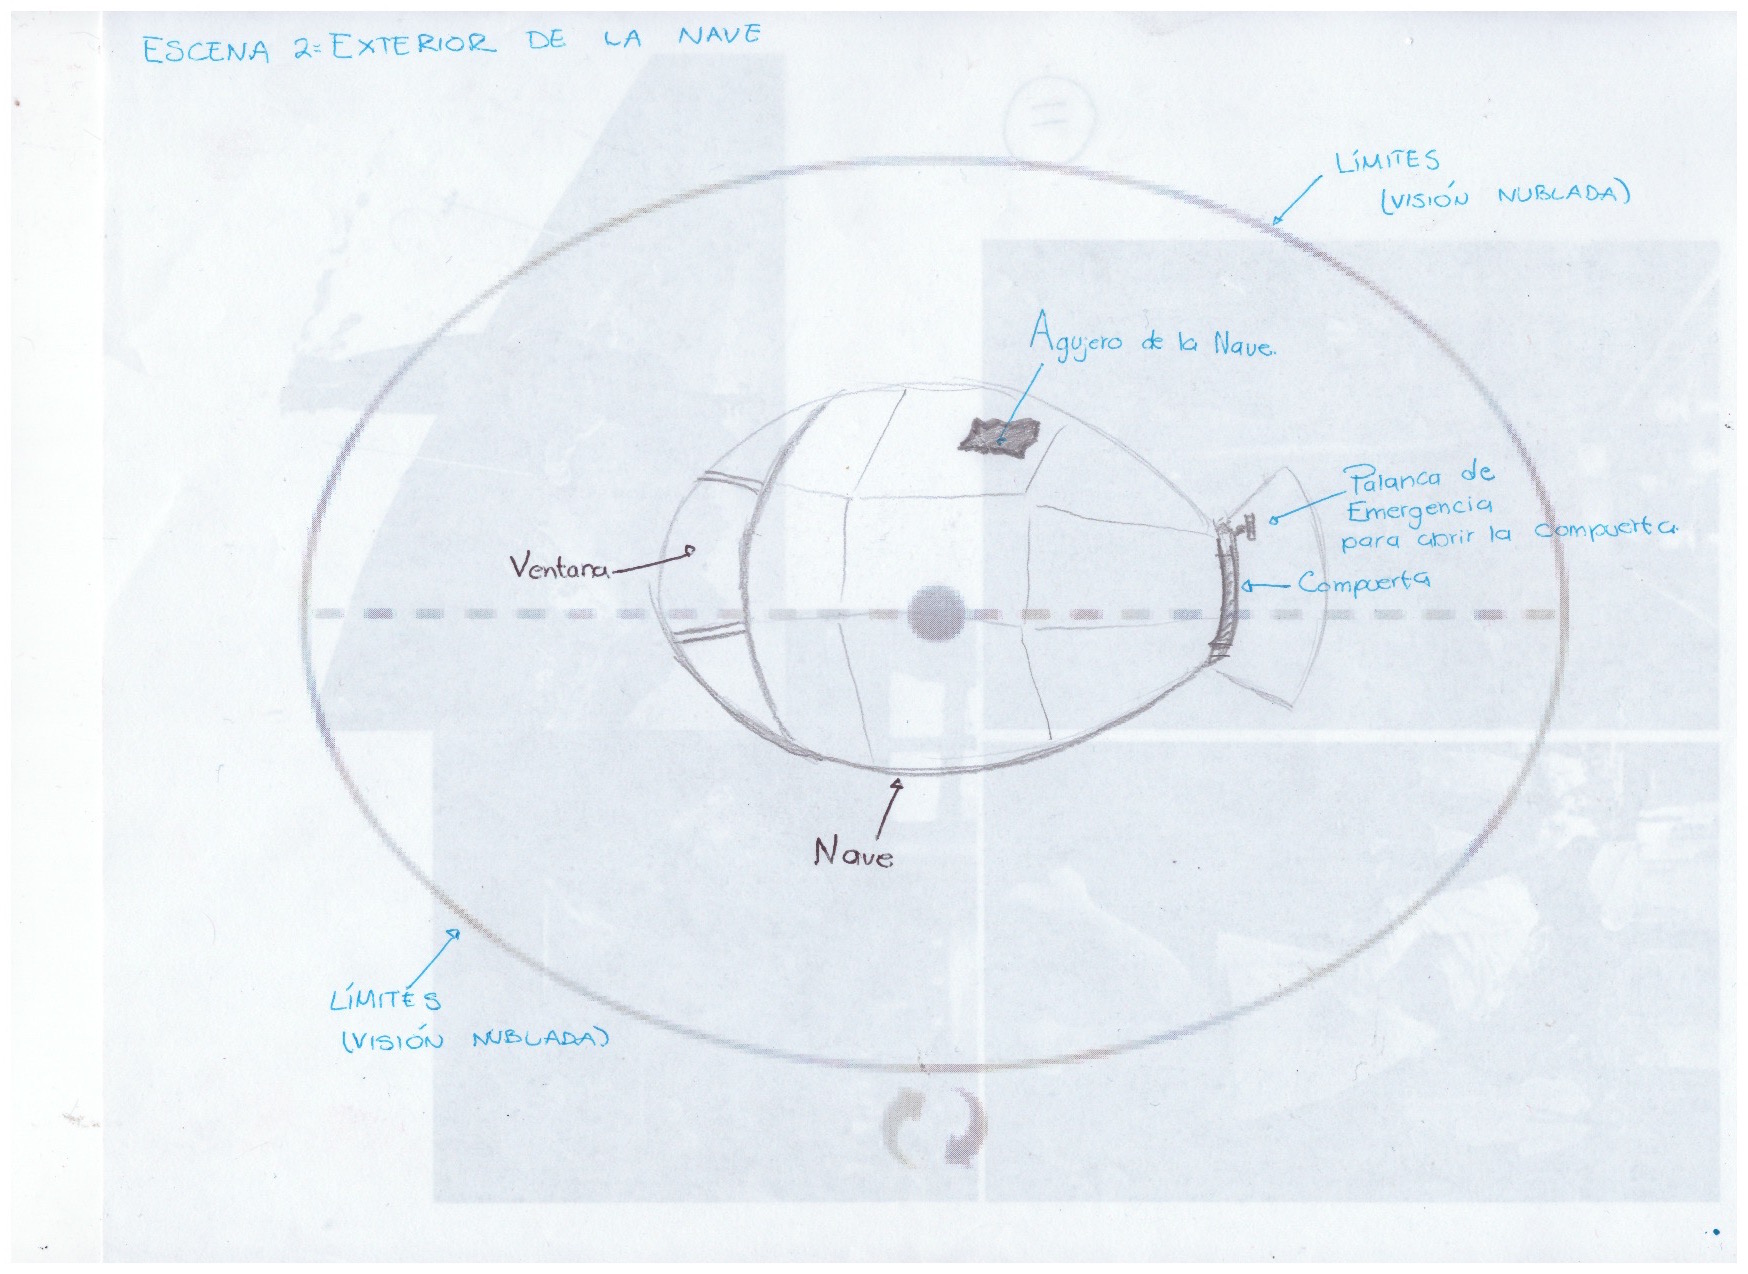 ESCENA 2: EXTERIOR DE LA NAVE
LÍMITES
(VISIÓN NUBLADA)
Agujero de la Nave.
Palanca de
Emergencia
para abrir la compuerta.
Ventana
Compuerta
Nave
LÍMITES
(VISIÓN NUBLADA)